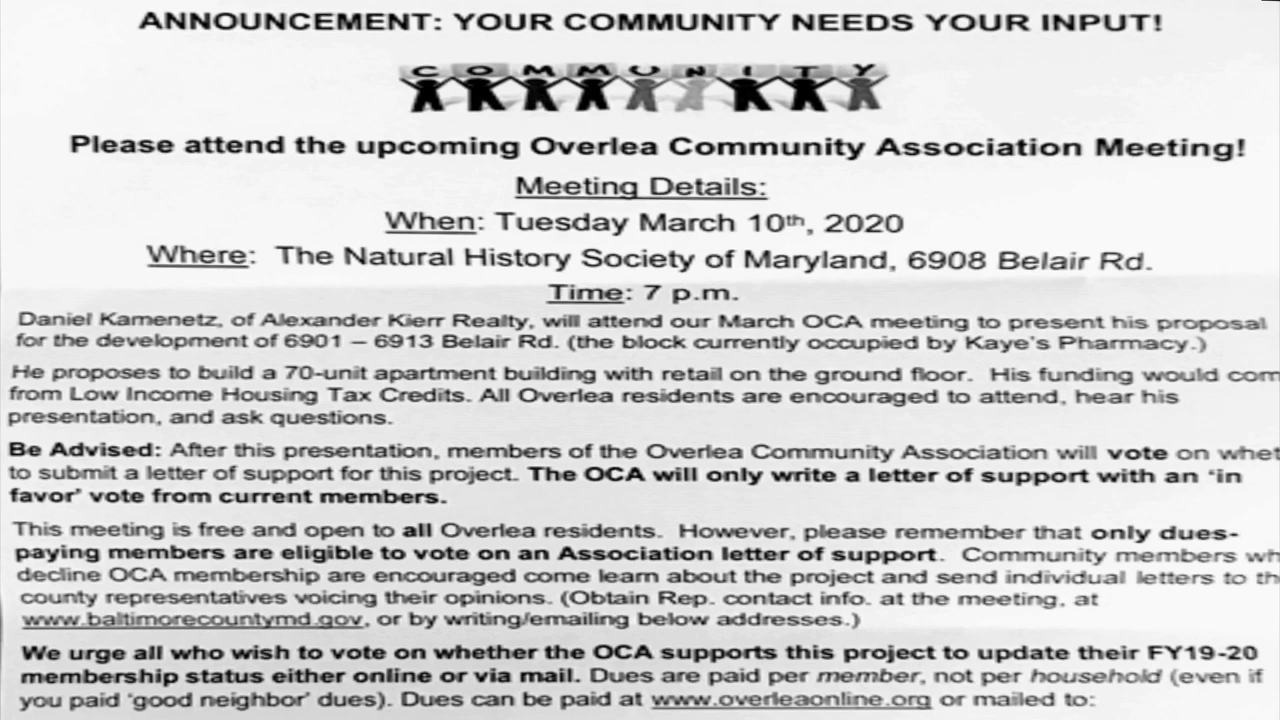 ANNOUNCEMENT: YOUR COMMUNITY NEEDS YOUR INPUT!
COMMUNITY
Please attend the upcoming Overlea Community Association Meeting!
Meeting Details:
When: Tuesday March 10th, 2020
Where: The Natural History Society of Maryland, 6908 Belair Rd.
Time: 7 p.m.
Daniel Kamenetz, of Alexander Kierr Realty, will attend our March OCA meeting to present his proposal
for the development of 6901 – 6913 Belair Rd. (the block currently occupied by Kaye's Pharmacy.)
He proposes to build a 70-unit apartment building with retail on the ground floor. His funding would com
from Low Income Housing Tax Credits. All Overlea residents are encouraged to attend, hear his
presentation, and ask questions.
Be Advised: After this presentation, members of the Overlea Community Association will vote on whet
to submit a letter of support for this project. The OCA will only write a letter of support with an 'in
favor' vote from current members.
This meeting is free and open to all Overlea residents. However, please remember that only dues-
paying members are eligible to vote on an Association letter of support. Community members wh
decline OCA membership are encouraged come learn about the project and send individual letters to th
county representatives voicing their opinions. (Obtain Rep. contact info. at the meeting, at
www.baltimorecountymd.gov, or by writing/emailing below addresses.)
We urge all who wish to vote on whether the OCA supports this project to update their FY19-20
membership status either online or via mail. Dues are paid per member, not per household (even if
you paid 'good neighbor' dues). Dues can be paid at www.overleaonline.org or mailed to: